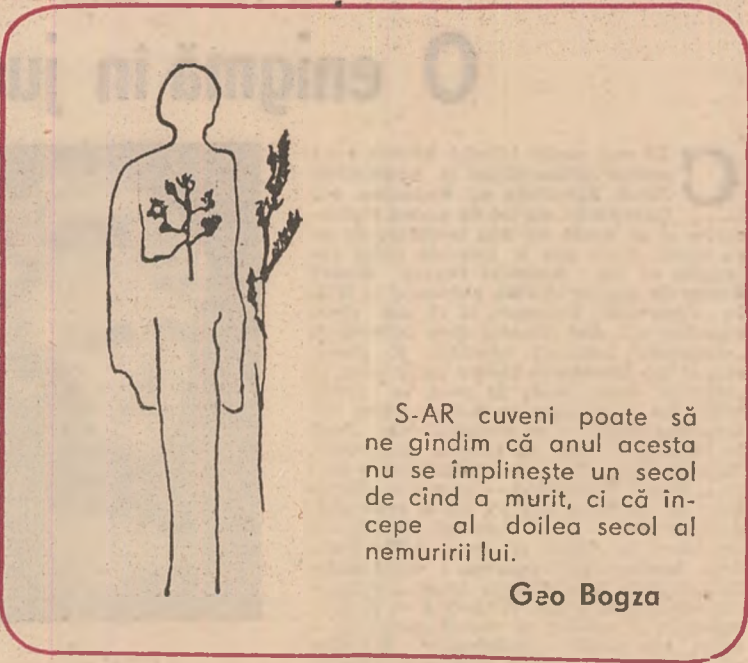 S-AR cuveni poate să
ne gîndim că anul acesta
nu se împlinește un secol
de cînd a murit, ci că în-
cepe al doilea secol al
nemuririi lui.
Geo Bogza